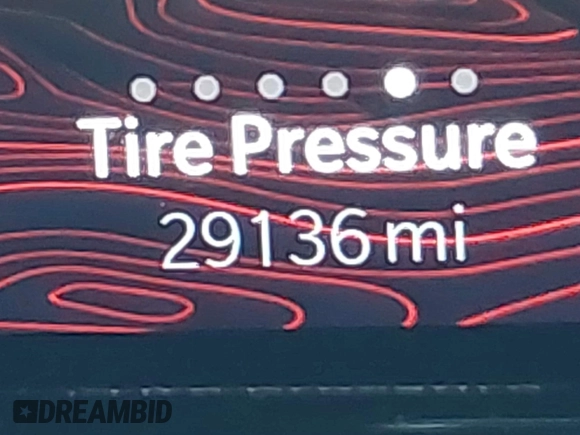 Tire Pressure
29136 mi
DREAMBID